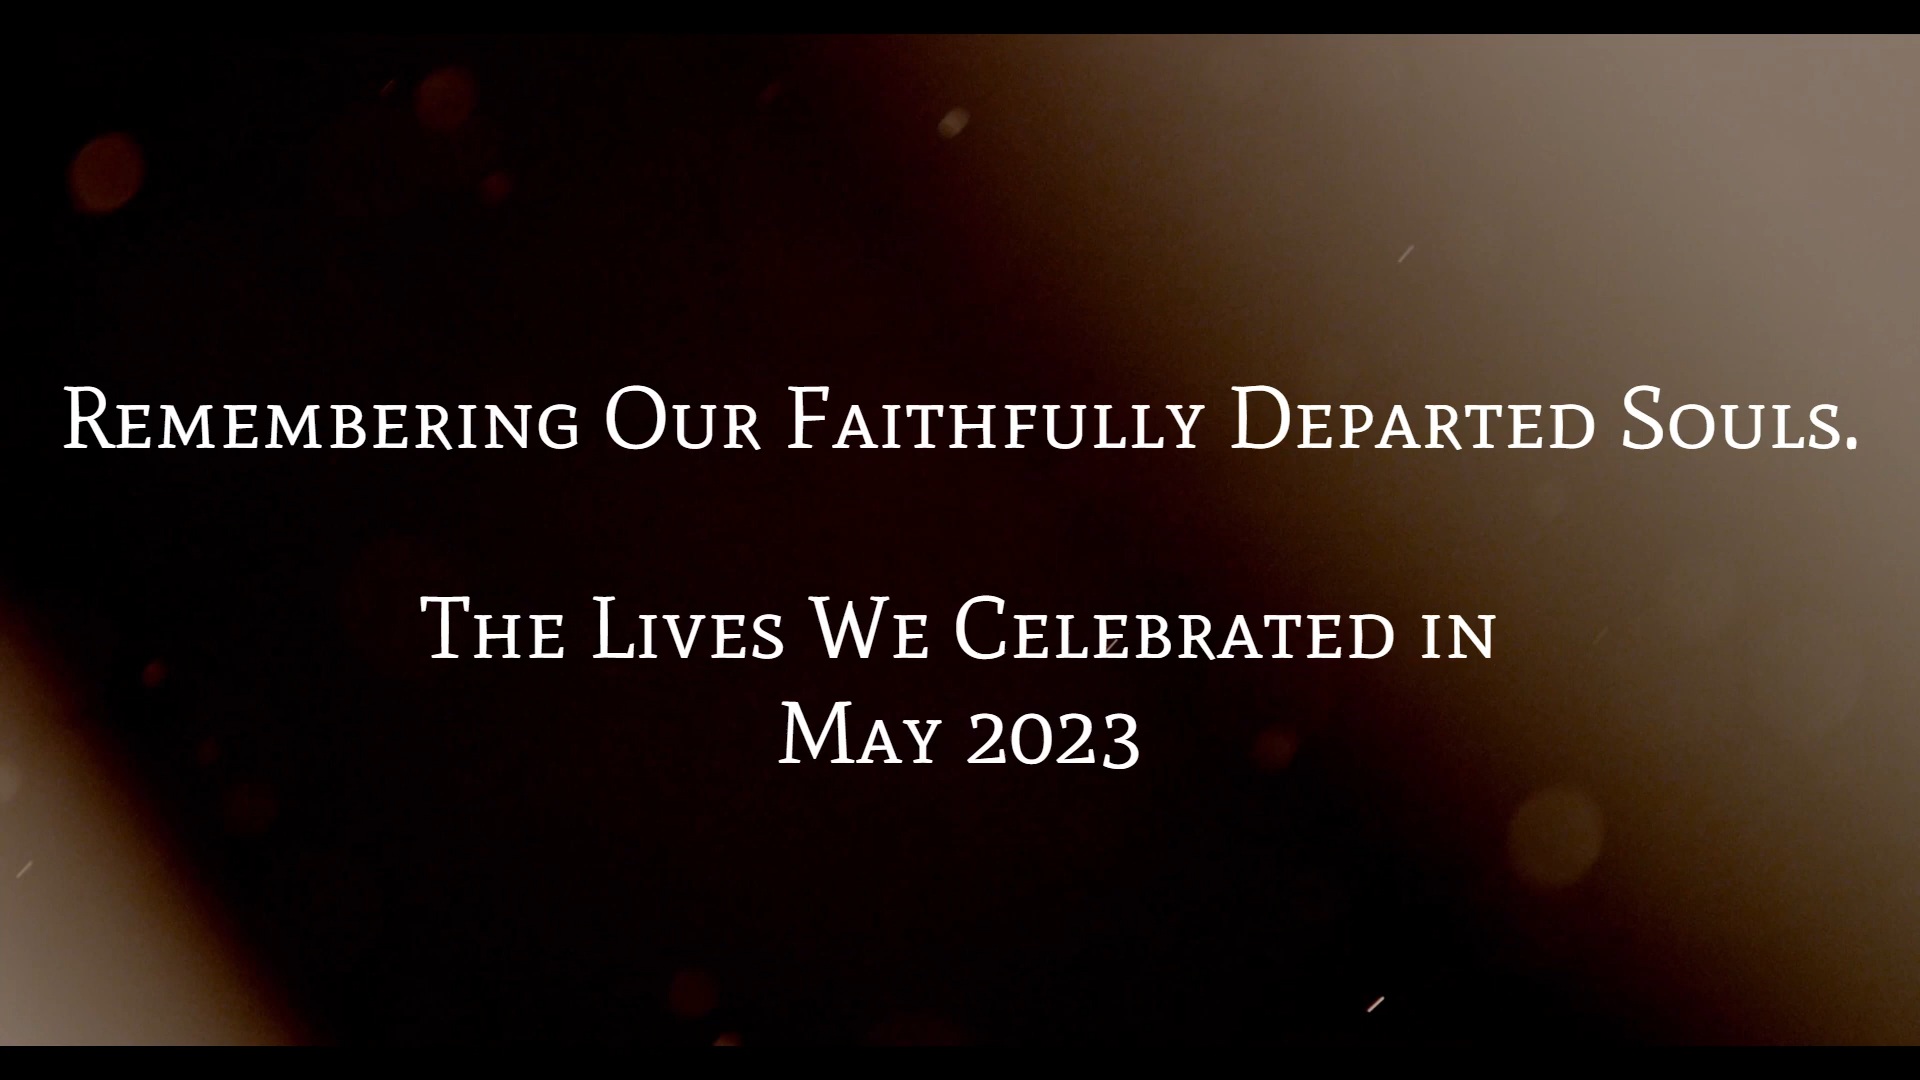 Remembering Our Faithfully Departed Souls.
The Lives We Celebrated in
May 2023